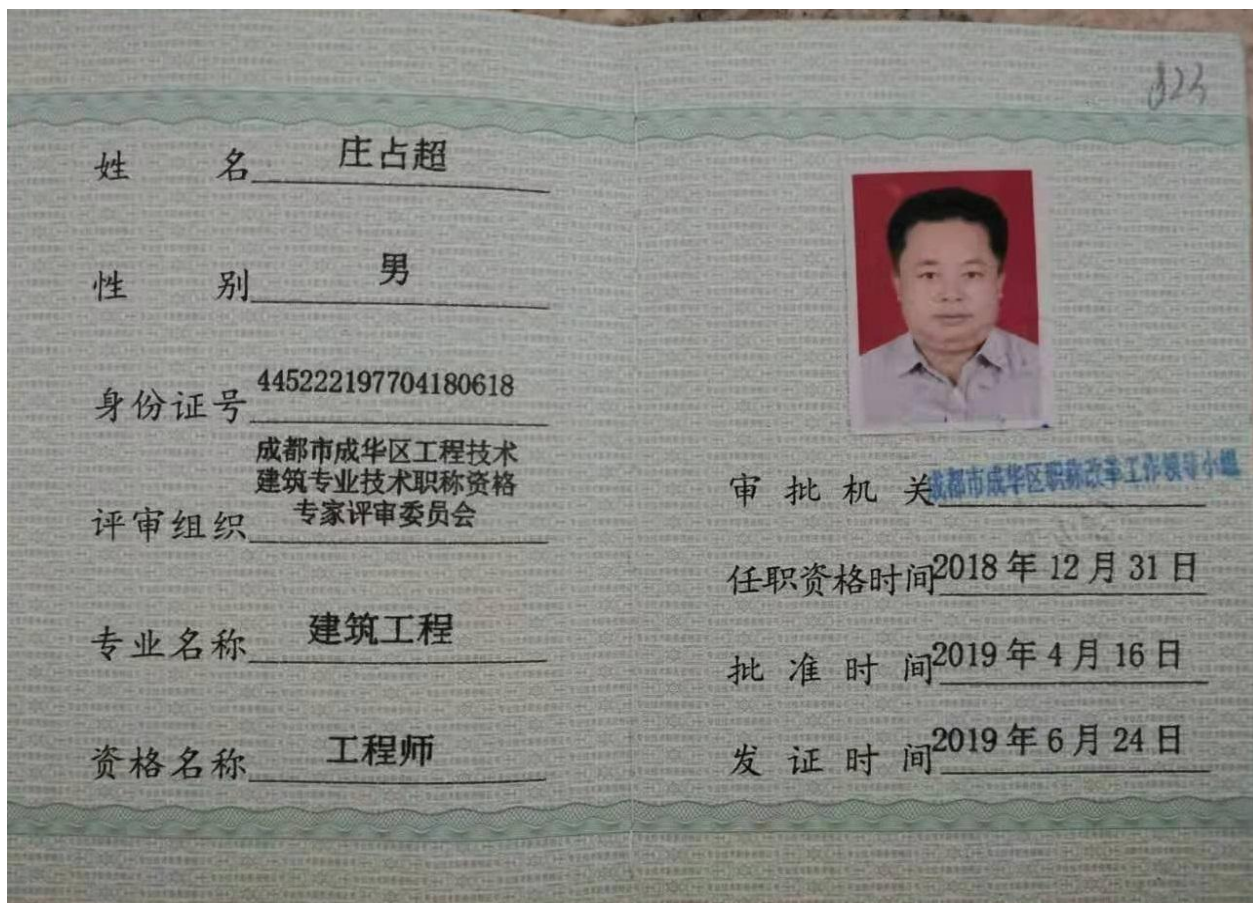 323
姓名 庄占超
性别 男
身份证号 445222197704180618
评审组织 成都市成华区工程技术
建筑专业技术职称资格
专家评审委员会
专业名称 建筑工程
资格名称 工程师
审批机关 成都市成华区职称改革工作领导小组
任职资格时间 2018年12月31日
批准时间 2019年4月16日
发证时间 2019年6月24日